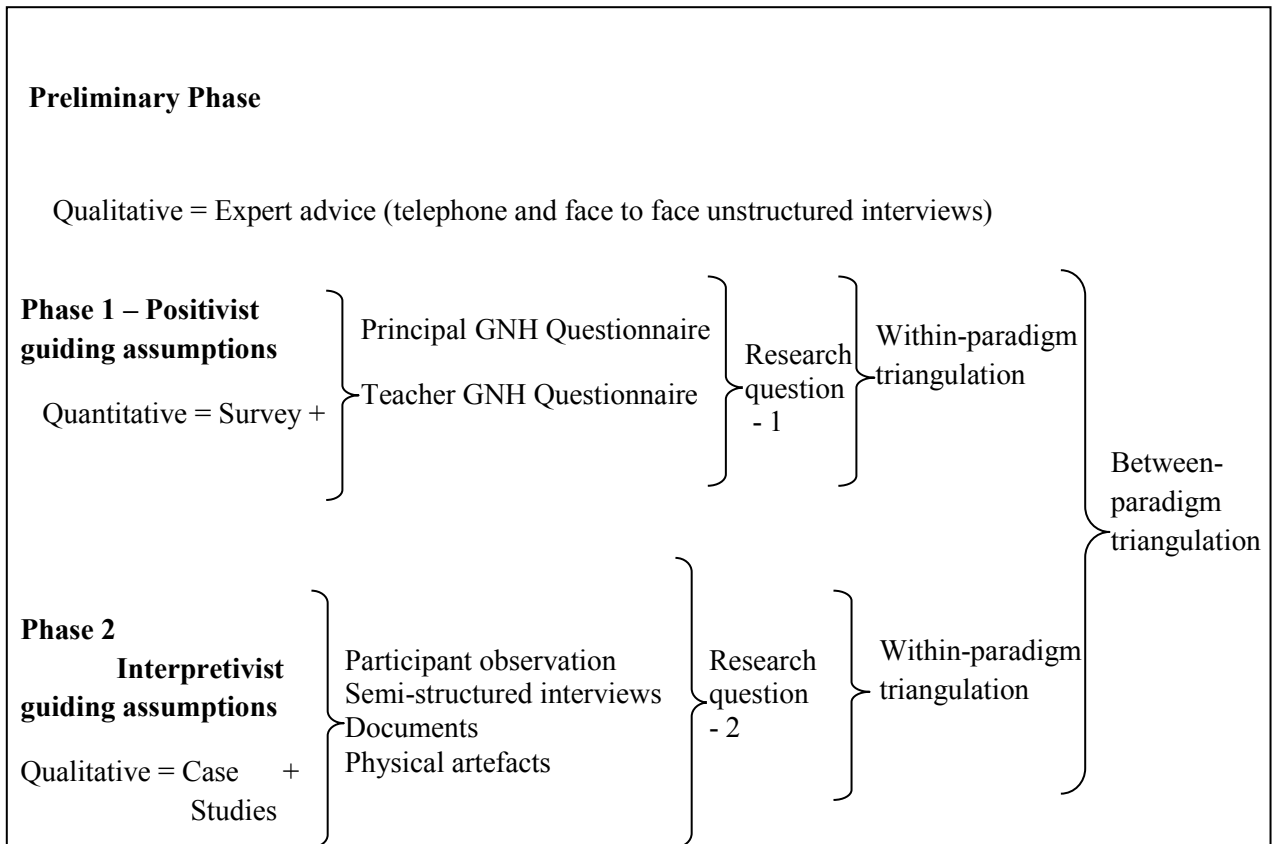 Preliminary Phase
Qualitative = Expert advice (telephone and face to face unstructured interviews)
Phase 1 – Positivist
guiding assumptions
Quantitative = Survey +
Principal GNH Questionnaire
Teacher GNH Questionnaire
Research
question
- 1
Within-paradigm
triangulation
Phase 2
Interpretivist
guiding assumptions
Qualitative = Case +
Studies
Participant observation
Semi-structured interviews
Documents
Physical artefacts
Research
question
- 2
Within-paradigm
triangulation
Between-
paradigm
triangulation